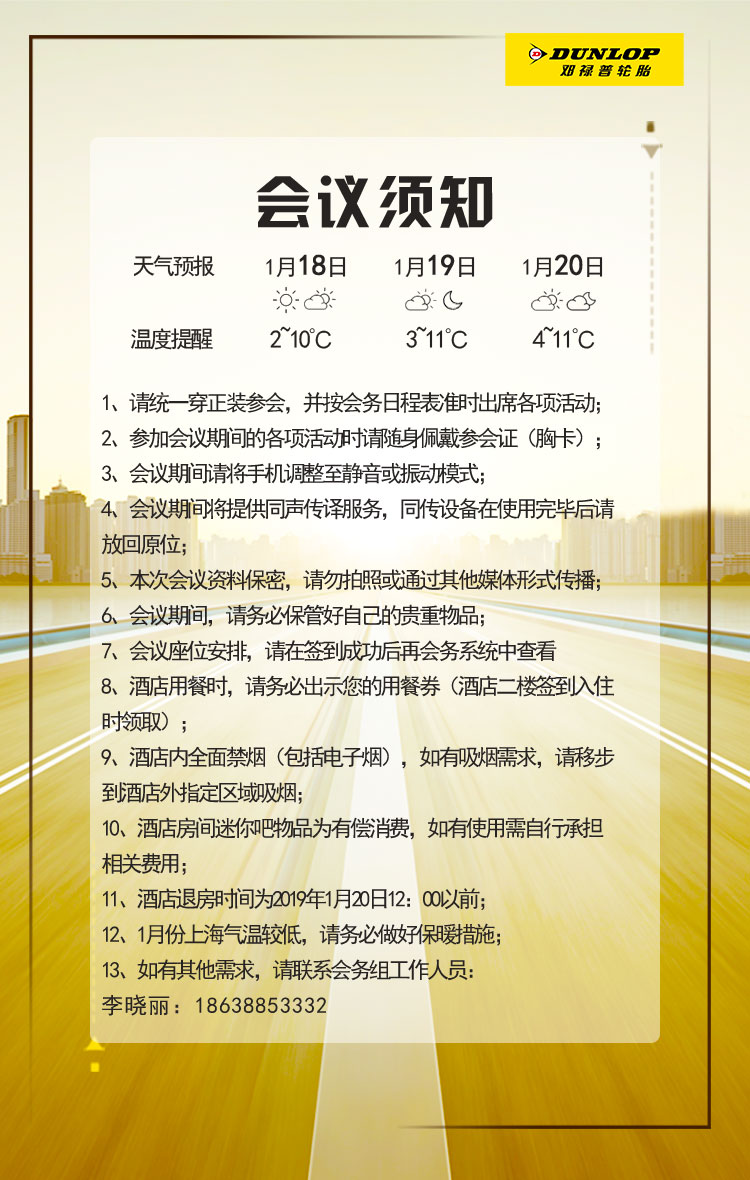 DUNLOP
邓禄普轮胎
会议须知
天气预报 1月18日 1月19日 1月20日
温度提醒 2~10℃ 3~11℃ 4~11℃
1、请统一穿正装参会，并按会务日程表准时出席各项活动；
2、参加会议期间的各项活动时请随身佩戴参会证（胸卡）；
3、会议期间请将手机调整至静音或振动模式；
4、会议期间将提供同声传译服务，同传设备在使用完毕后请
放回原位；
5、本次会议资料保密，请勿拍照或通过其他媒体形式传播；
6、会议期间，请务必保管好自己的贵重物品；
7、会议座位安排，请在签到成功后再会务系统中查看
8、酒店用餐时，请务必出示您的用餐券（酒店二楼签到入住
时领取）；
9、酒店内全面禁烟（包括电子烟），如有吸烟需求，请移步
到酒店外指定区域吸烟；
10、酒店房间迷你吧物品为有偿消费，如有使用需自行承担
相关费用；
11、酒店退房时间为2019年1月20日12：00以前；
12、1月份上海气温较低，请务必做好保暖措施；
13、如有其他需求，请联系会务组工作人员：
李晓丽：18638853332